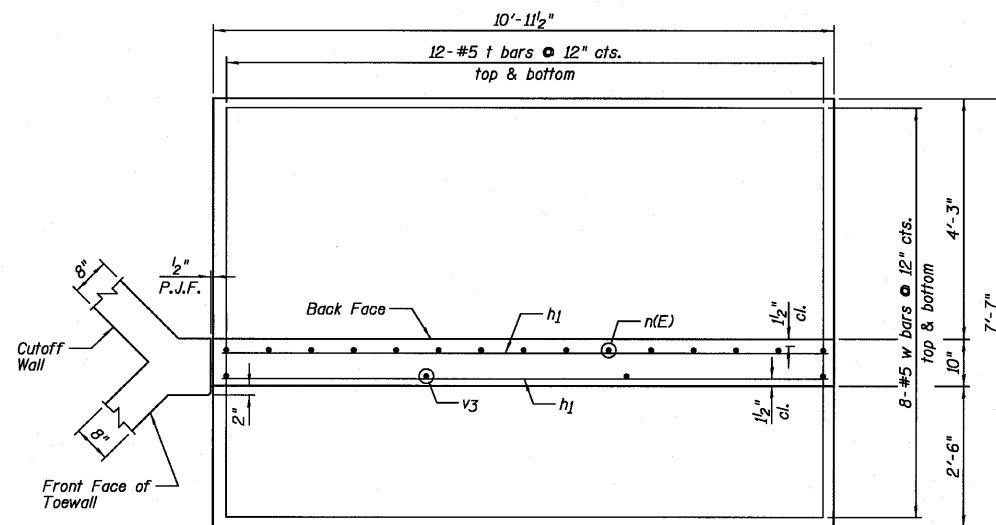 10'-11½"
12-#5 t bars @ 12" cts.
top & bottom
½"
P.J.F.
8"
Cutoff
Wall
8"
Front Face of
Toewall
2"
Back Face
h1
n(E)
v3
h1
1½"
cl.
1½"
cl.
8-#5 w bars @ 12" cts.
top & bottom
4'-3"
10"
2'-6"
7'-7"